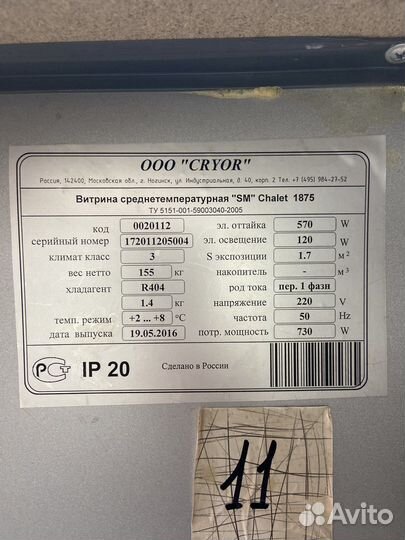 ООО "CRYOR"
Россия, 142400, Московская обл., г. Ногинск, ул. Индустриальная, д. 40, корп. 2 Тел. +7 (495) 984-27-52
Витрина среднетемпературная "SM" Chalet 1875
ТУ 5151-001-59003040-2005
код 0020112 эл. оттайка 570 W
серийный номер 172011205004 эл. освещение 120 W
климат класс 3 S экспозиции 1.7 м²
вес нетто 155 кг накопитель - м³
хладагент R404 род тока пер. 1 фазн
1.4 кг напряжение 220 V
темп. режим +2 ... +8 °C частота 50 Hz
дата выпуска 19.05.2016 потр. мощность 730 W
РСТ IP 20 Сделано в России
11
Avito